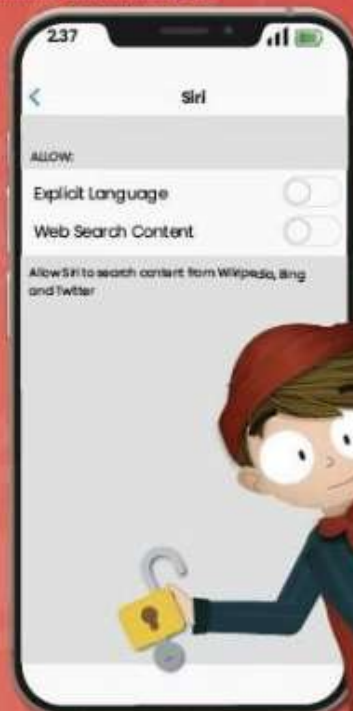 2.37
Siri
ALLOW:
Explicit Language
Web Search Content
Allow Siri to search content from Wikipedia, Bing
and Twitter